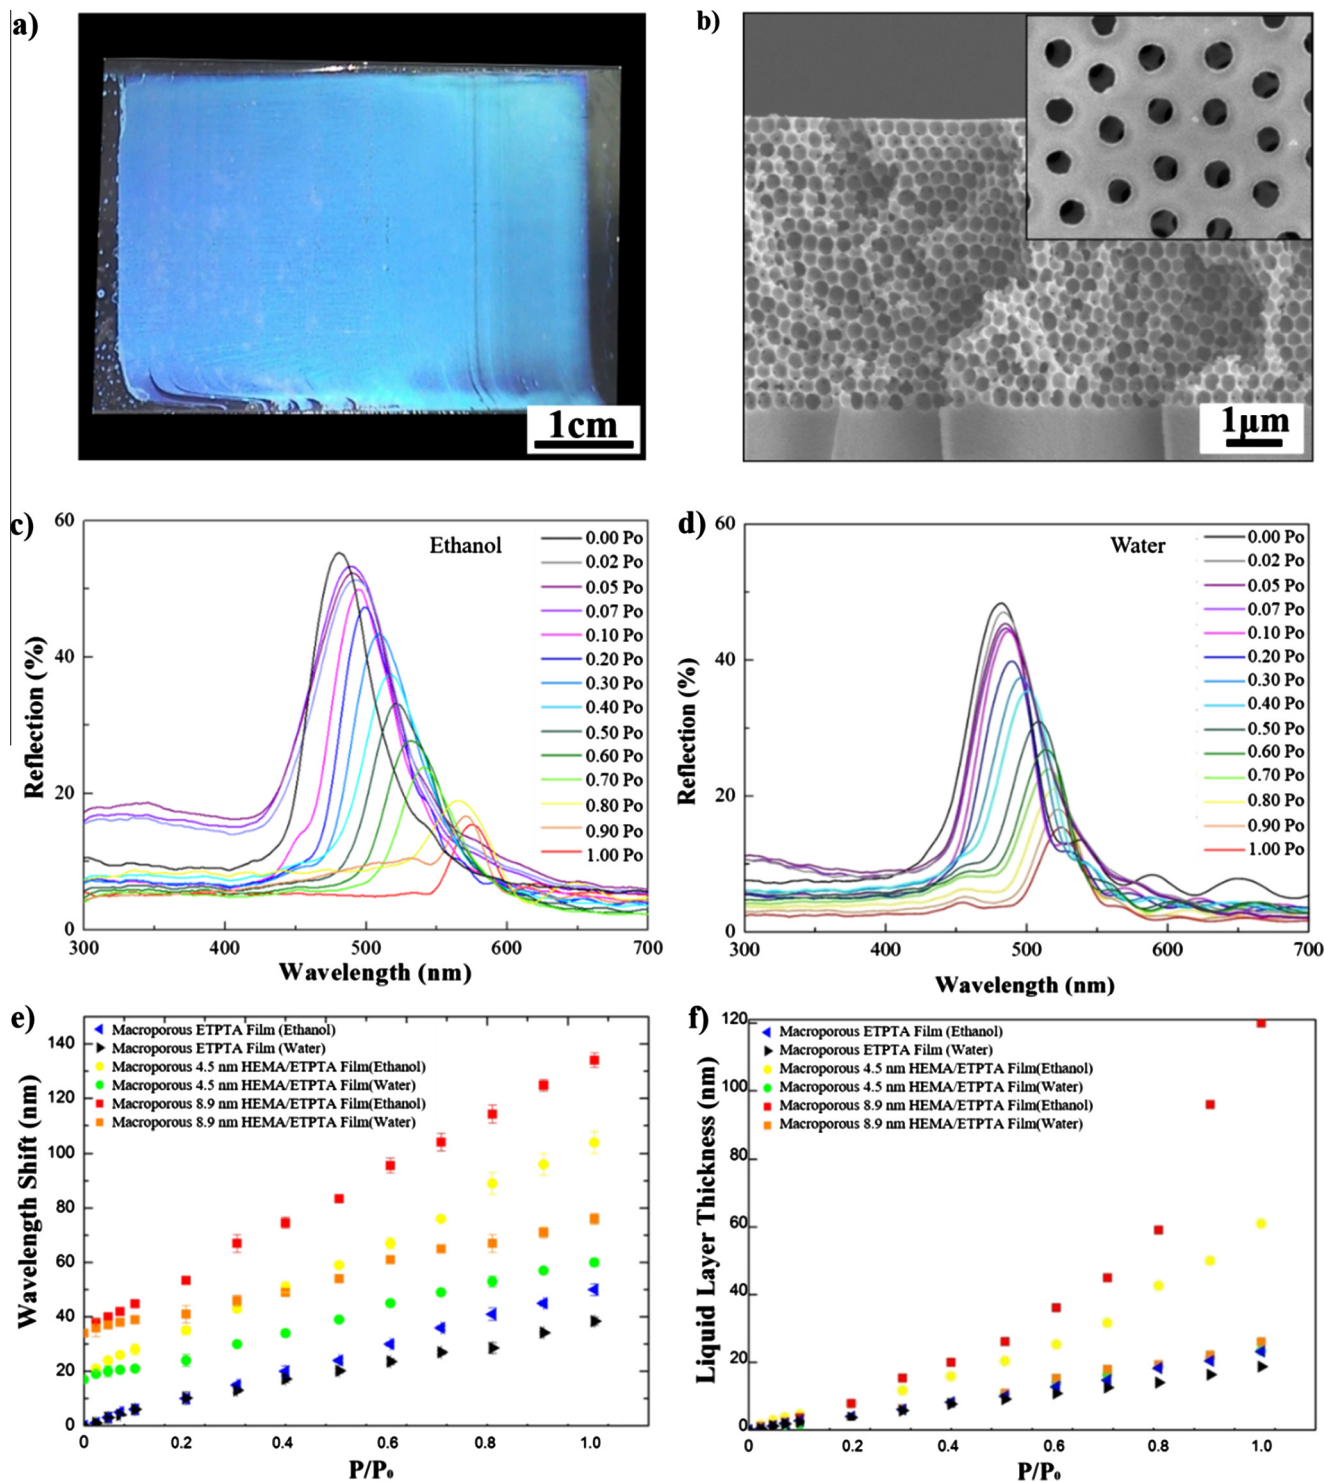 a)
1cm
b)
1µm
c)
60
40
20
0
300
400
500
600
700
Reflection (%)
Wavelength (nm)
Ethanol
0.00 Po
0.02 Po
0.05 Po
0.07 Po
0.10 Po
0.20 Po
0.30 Po
0.40 Po
0.50 Po
0.60 Po
0.70 Po
0.80 Po
0.90 Po
1.00 Po
d)
60
40
20
0
300
400
500
600
700
Reflection (%)
Wavelength (nm)
Water
0.00 Po
0.02 Po
0.05 Po
0.07 Po
0.10 Po
0.20 Po
0.30 Po
0.40 Po
0.50 Po
0.60 Po
0.70 Po
0.80 Po
0.90 Po
1.00 Po
e)
Wavelength Shift (nm)
140
120
100
80
60
40
20
0
0
0.2
0.4
0.6
0.8
1.0
P/P₀
Macroporous ETPTA Film (Ethanol)
Macroporous ETPTA Film (Water)
Macroporous 4.5 nm HEMA/ETPTA Film(Ethanol)
Macroporous 4.5 nm HEMA/ETPTA Film(Water)
Macroporous 8.9 nm HEMA/ETPTA Film(Ethanol)
Macroporous 8.9 nm HEMA/ETPTA Film(Water)
f)
Liquid Layer Thickness (nm)
120
100
80
60
40
20
0
0
0.2
0.4
0.6
0.8
1.0
P/P₀
Macroporous ETPTA Film (Ethanol)
Macroporous ETPTA Film (Water)
Macroporous 4.5 nm HEMA/ETPTA Film(Ethanol)
Macroporous 4.5 nm HEMA/ETPTA Film(Water)
Macroporous 8.9 nm HEMA/ETPTA Film(Ethanol)
Macroporous 8.9 nm HEMA/ETPTA Film(Water)